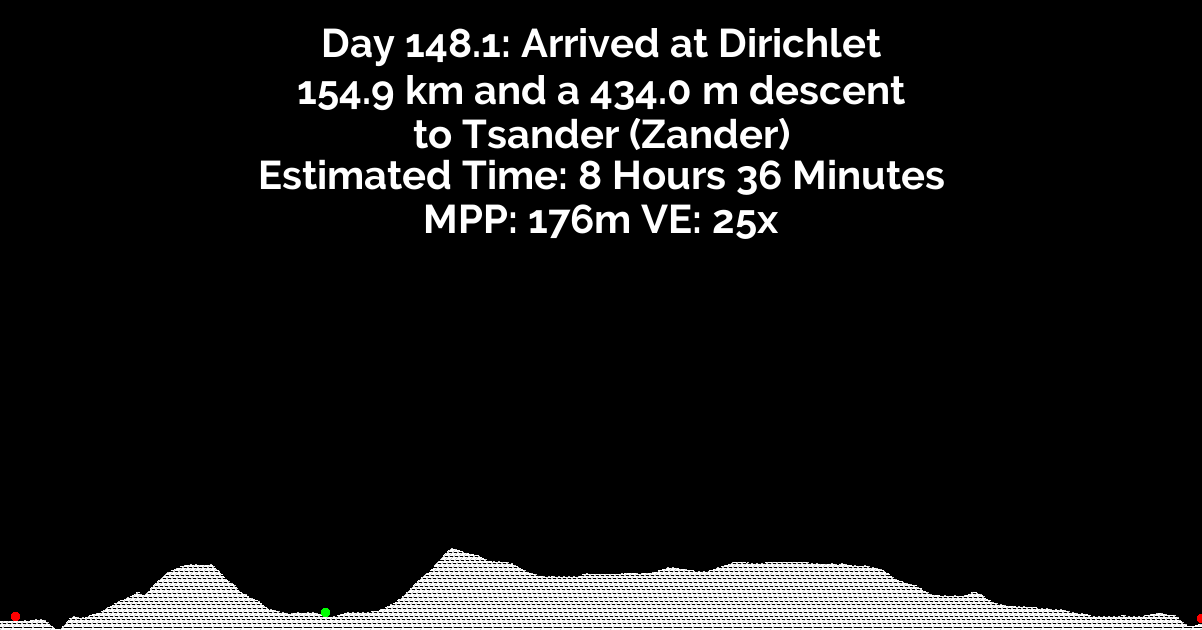 Day 148.1: Arrived at Dirichlet
154.9 km and a 434.0 m descent
to Tsander (Zander)
Estimated Time: 8 Hours 36 Minutes
MPP: 176m VE: 25x